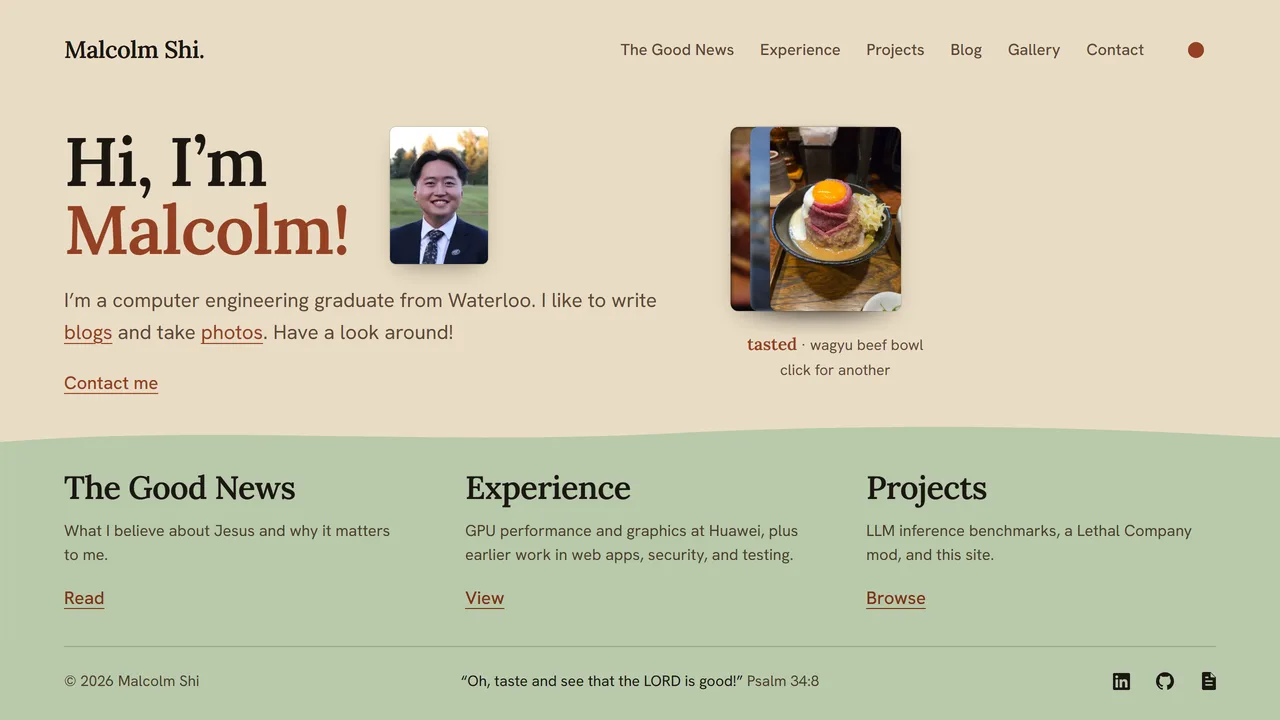 Malcolm Shi.
The Good News
Experience
Projects
Blog
Gallery
Contact
Hi, I’m
Malcolm!
I’m a computer engineering graduate from Waterloo. I like to write
blogs and take photos. Have a look around!
Contact me
tasted · wagyu beef bowl
click for another
The Good News
What I believe about Jesus and why it matters
to me.
Read
Experience
GPU performance and graphics at Huawei, plus
earlier work in web apps, security, and testing.
View
Projects
LLM inference benchmarks, a Lethal Company
mod, and this site.
Browse
© 2026 Malcolm Shi
“Oh, taste and see that the LORD is good!” Psalm 34:8
in